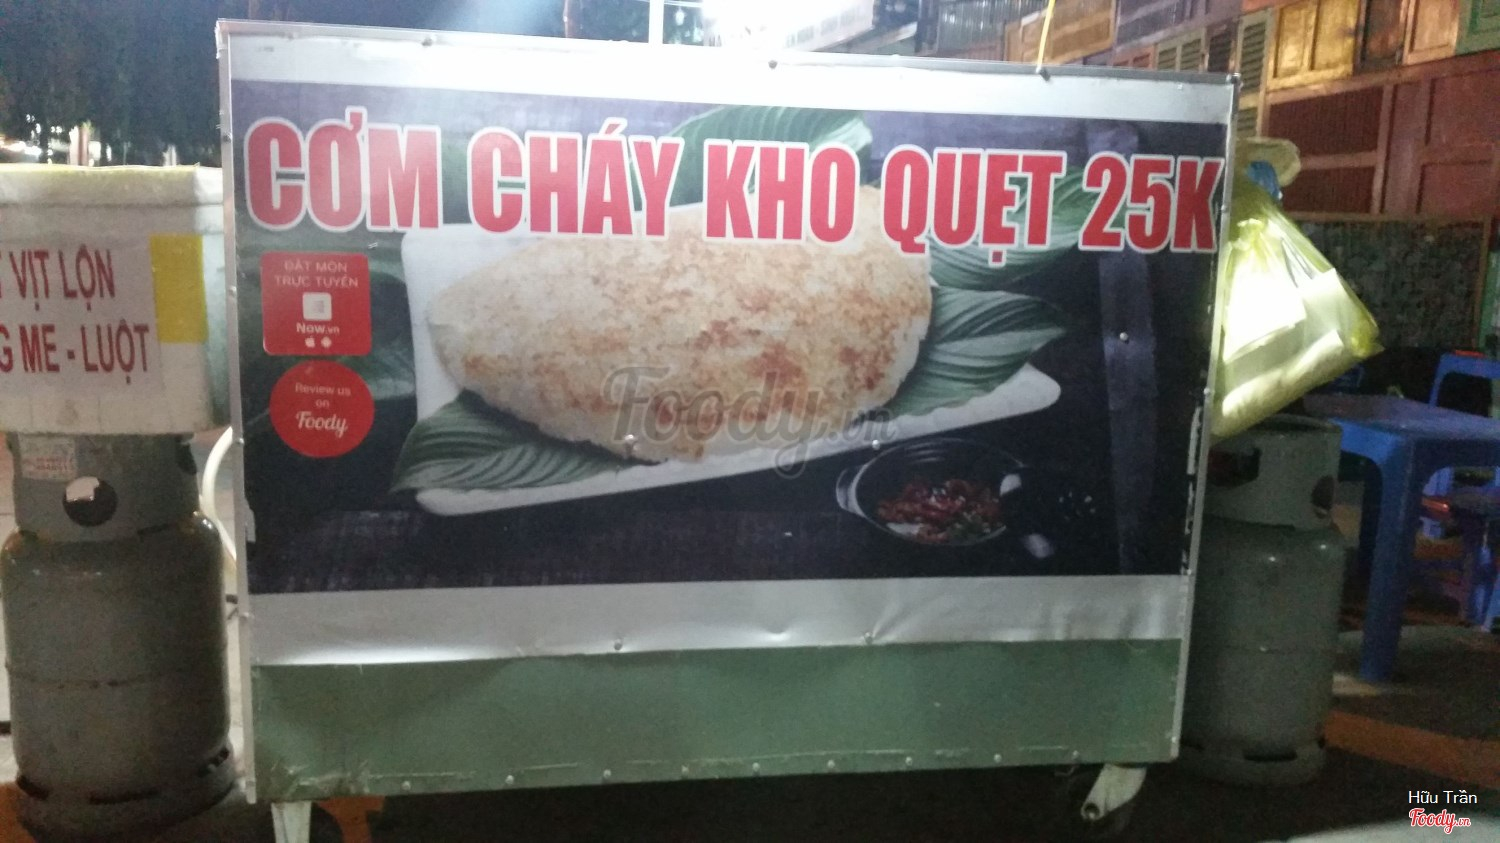 CƠM CHÁY KHO QUẸT 25K
ĐẶT MÓN
TRỰC TUYẾN
Now.vn
Review us
on
Foody
VỊT LỘN
ME - LUỘT
Foody.vn
Hữu Trần
Foody.vn